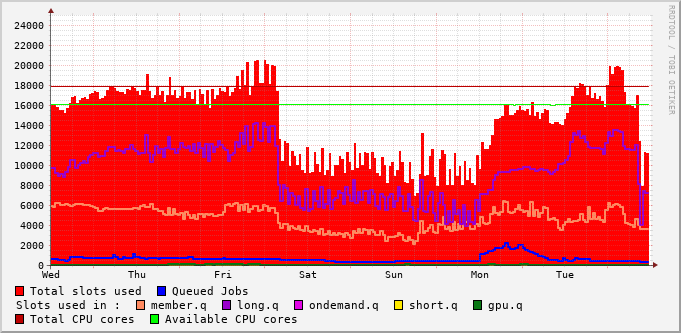 RRDTOOL / TOBI OETIKER
24000
22000
20000
18000
16000
14000
12000
10000
8000
6000
4000
2000
0
Wed Thu Fri Sat Sun Mon Tue
Total slots used Queued Jobs
Slots used in : member.q long.q ondemand.q short.q gpu.q
Total CPU cores Available CPU cores